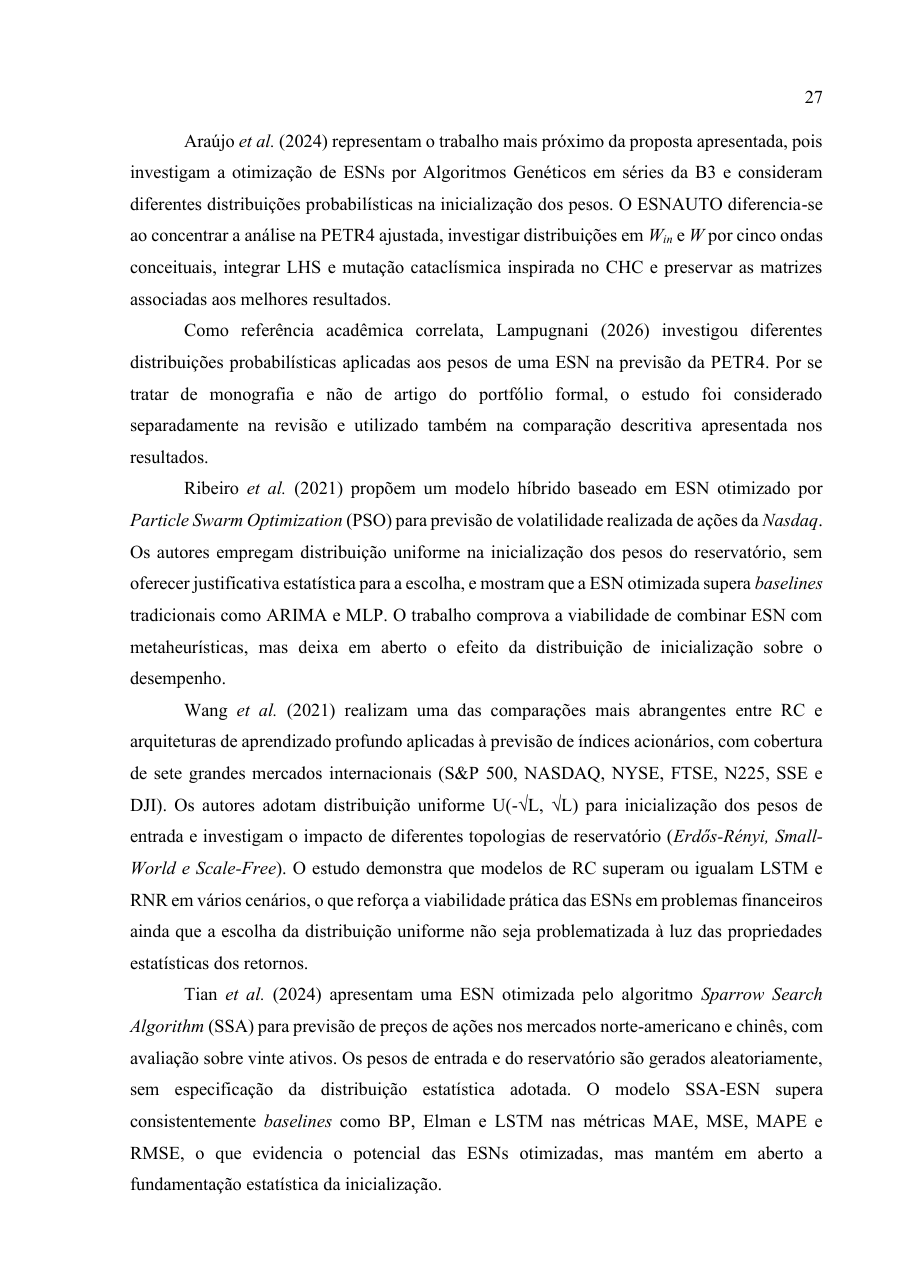 27
Araújo et al. (2024) representam o trabalho mais próximo da proposta apresentada, pois
investigam a otimização de ESNs por Algoritmos Genéticos em séries da B3 e consideram
diferentes distribuições probabilísticas na inicialização dos pesos. O ESNAUTO diferencia-se
ao concentrar a análise na PETR4 ajustada, investigar distribuições em Win e W por cinco ondas
conceituais, integrar LHS e mutação cataclísmica inspirada no CHC e preservar as matrizes
associadas aos melhores resultados.
Como referência acadêmica correlata, Lampugnani (2026) investigou diferentes
distribuições probabilísticas aplicadas aos pesos de uma ESN na previsão da PETR4. Por se
tratar de monografia e não de artigo do portfólio formal, o estudo foi considerado
separadamente na revisão e utilizado também na comparação descritiva apresentada nos
resultados.
Ribeiro et al. (2021) propõem um modelo híbrido baseado em ESN otimizado por
Particle Swarm Optimization (PSO) para previsão de volatilidade realizada de ações da Nasdaq.
Os autores empregam distribuição uniforme na inicialização dos pesos do reservatório, sem
oferecer justificativa estatística para a escolha, e mostram que a ESN otimizada supera baselines
tradicionais como ARIMA e MLP. O trabalho comprova a viabilidade de combinar ESN com
metaheurísticas, mas deixa em aberto o efeito da distribuição de inicialização sobre o
desempenho.
Wang et al. (2021) realizam uma das comparações mais abrangentes entre RC e
arquiteturas de aprendizado profundo aplicadas à previsão de índices acionários, com cobertura
de sete grandes mercados internacionais (S&P 500, NASDAQ, NYSE, FTSE, N225, SSE e
DJI). Os autores adotam distribuição uniforme U(-√L, √L) para inicialização dos pesos de
entrada e investigam o impacto de diferentes topologias de reservatório (Erdős-Rényi, Small-
World e Scale-Free). O estudo demonstra que modelos de RC superam ou igualam LSTM e
RNR em vários cenários, o que reforça a viabilidade prática das ESNs em problemas financeiros
ainda que a escolha da distribuição uniforme não seja problematizada à luz das propriedades
estatísticas dos retornos.
Tian et al. (2024) apresentam uma ESN otimizada pelo algoritmo Sparrow Search
Algorithm (SSA) para previsão de preços de ações nos mercados norte-americano e chinês, com
avaliação sobre vinte ativos. Os pesos de entrada e do reservatório são gerados aleatoriamente,
sem especificação da distribuição estatística adotada. O modelo SSA-ESN supera
consistentemente baselines como BP, Elman e LSTM nas métricas MAE, MSE, MAPE e
RMSE, o que evidencia o potencial das ESNs otimizadas, mas mantém em aberto a
fundamentação estatística da inicialização.